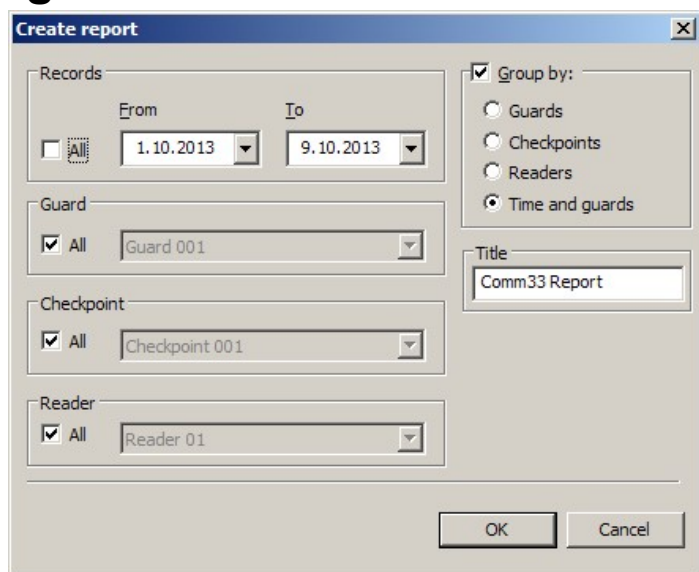 Create report
Records
From To
All 1.10.2013 9.10.2013
Guard
All Guard 001
Checkpoint
All Checkpoint 001
Reader
All Reader 01
Group by:
Guards
Checkpoints
Readers
Time and guards
Title
Comm33 Report
OK Cancel